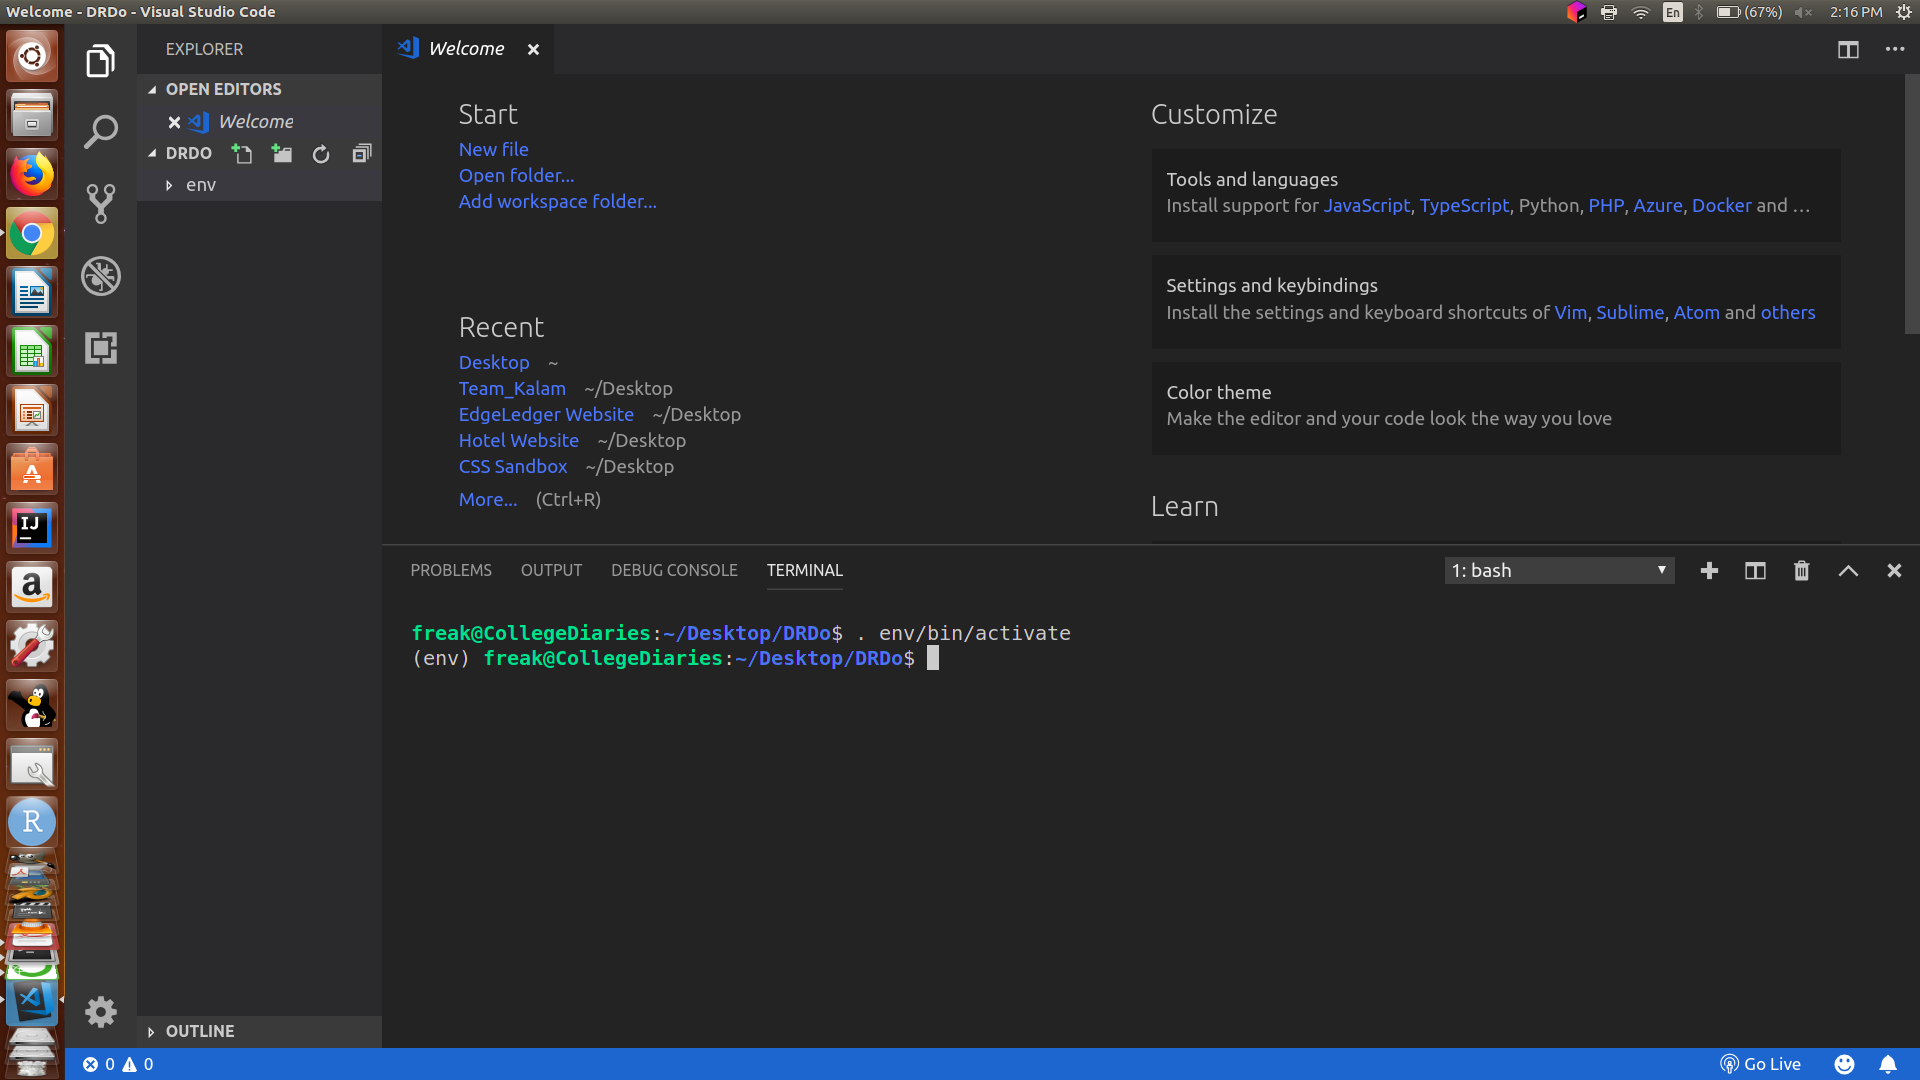 Welcome - DRDo - Visual Studio Code
En
(67%)
2:16 PM
EXPLORER
OPEN EDITORS
Welcome
DRDO
env
OUTLINE
Welcome
Start
New file
Open folder...
Add workspace folder...
Recent
Desktop ~
Team_Kalam ~/Desktop
EdgeLedger Website ~/Desktop
Hotel Website ~/Desktop
CSS Sandbox ~/Desktop
More... (Ctrl+R)
Customize
Tools and languages
Install support for JavaScript, TypeScript, Python, PHP, Azure, Docker and …
Settings and keybindings
Install the settings and keyboard shortcuts of Vim, Sublime, Atom and others
Color theme
Make the editor and your code look the way you love
Learn
PROBLEMS OUTPUT DEBUG CONSOLE TERMINAL
1: bash
freak@CollegeDiaries:~/Desktop/DRDo$ . env/bin/activate
(env) freak@CollegeDiaries:~/Desktop/DRDo$
IJ
a
A
R
0 0
Go Live